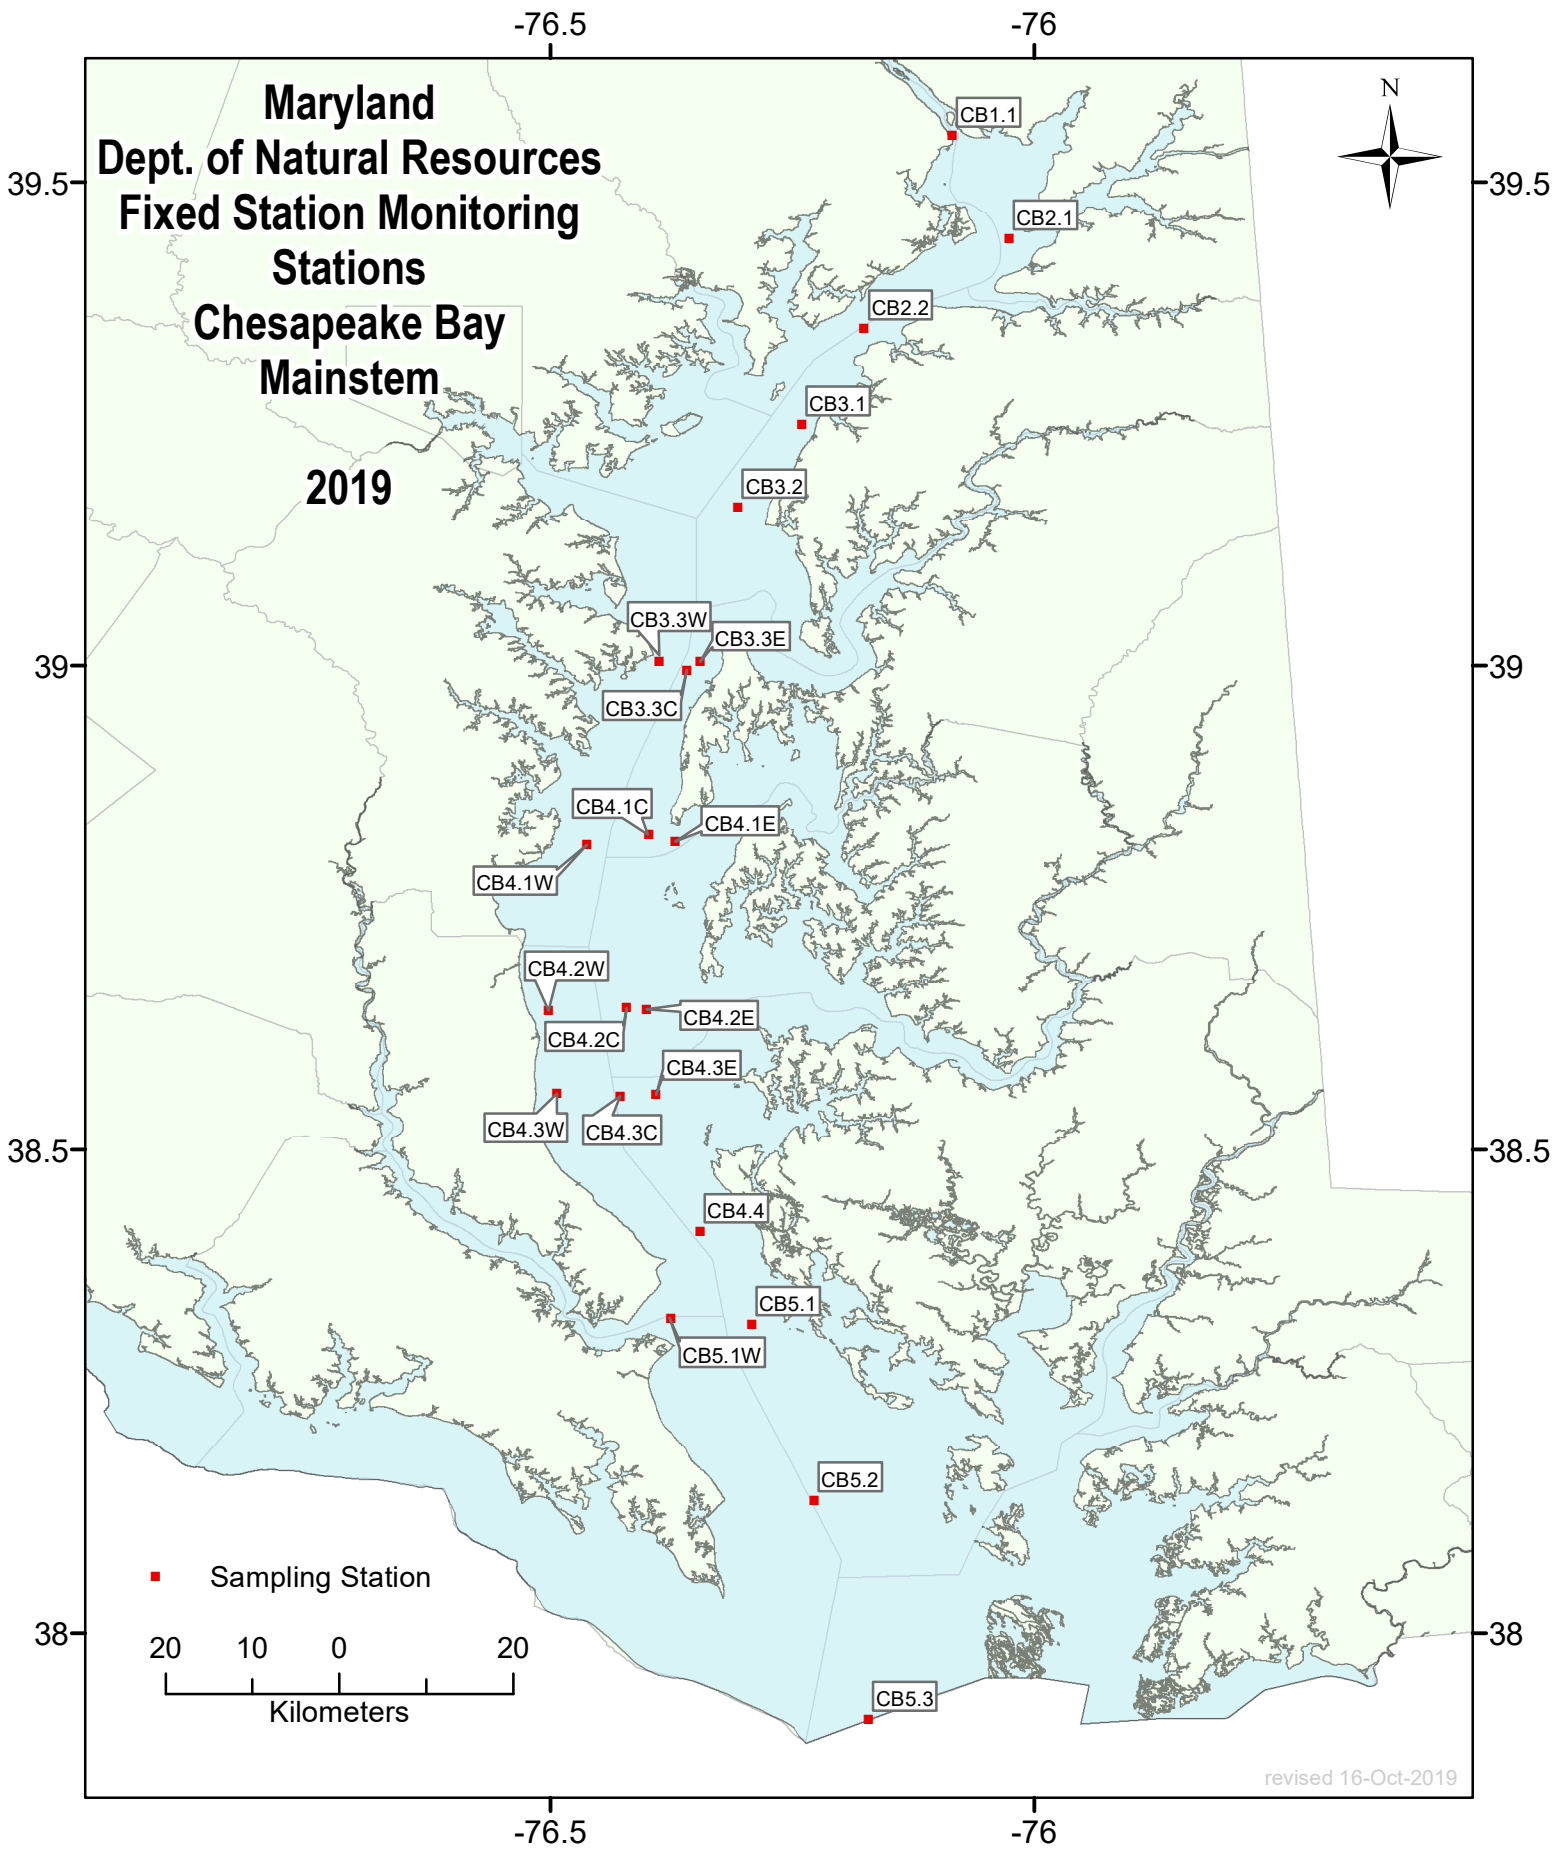 -76.5
-76
Maryland
Dept. of Natural Resources
Fixed Station Monitoring
Stations
Chesapeake Bay
Mainstem
2019
N
CB1.1
39.5
39.5
CB2.1
CB2.2
CB3.1
CB3.2
CB3.3W
CB3.3E
39
39
CB3.3C
CB4.1C
CB4.1E
CB4.1W
CB4.2W
CB4.2E
CB4.2C
CB4.3E
CB4.3W
CB4.3C
38.5
38.5
CB4.4
CB5.1
CB5.1W
CB5.2
Sampling Station
38
38
20 10 0 20
Kilometers
CB5.3
revised 16-Oct-2019
-76.5
-76